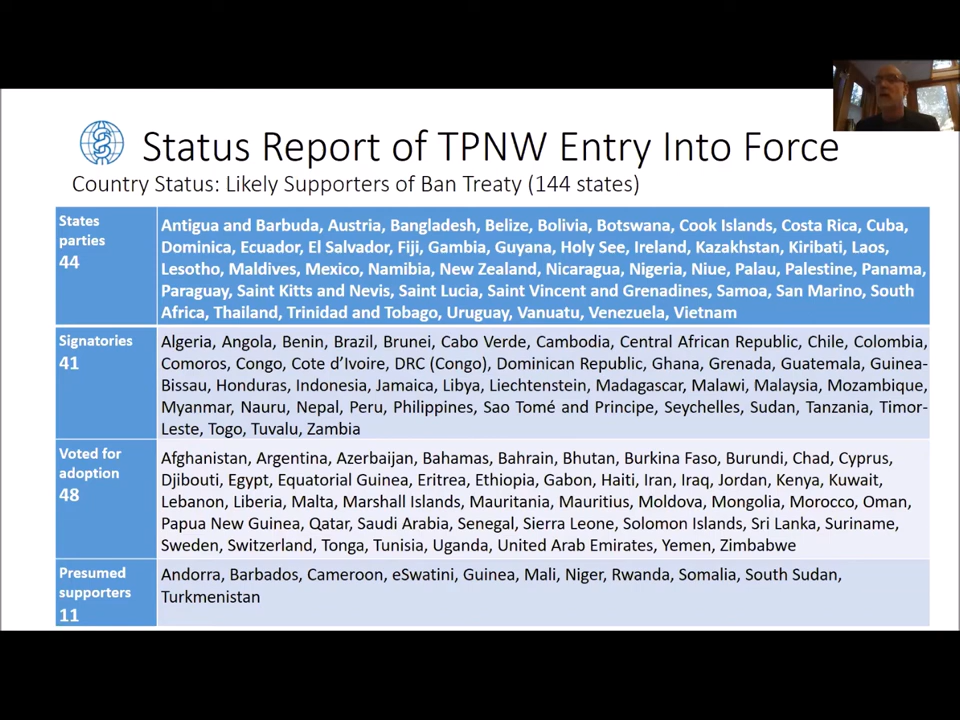 Status Report of TPNW Entry Into Force
Country Status: Likely Supporters of Ban Treaty (144 states)
States
parties
44
Antigua and Barbuda, Austria, Bangladesh, Belize, Bolivia, Botswana, Cook Islands, Costa Rica, Cuba,
Dominica, Ecuador, El Salvador, Fiji, Gambia, Guyana, Holy See, Ireland, Kazakhstan, Kiribati, Laos,
Lesotho, Maldives, Mexico, Namibia, New Zealand, Nicaragua, Nigeria, Niue, Palau, Palestine, Panama,
Paraguay, Saint Kitts and Nevis, Saint Lucia, Saint Vincent and Grenadines, Samoa, San Marino, South
Africa, Thailand, Trinidad and Tobago, Uruguay, Vanuatu, Venezuela, Vietnam
Signatories
41
Algeria, Angola, Benin, Brazil, Brunei, Cabo Verde, Cambodia, Central African Republic, Chile, Colombia,
Comoros, Congo, Cote d’Ivoire, DRC (Congo), Dominican Republic, Ghana, Grenada, Guatemala, Guinea-
Bissau, Honduras, Indonesia, Jamaica, Libya, Liechtenstein, Madagascar, Malawi, Malaysia, Mozambique,
Myanmar, Nauru, Nepal, Peru, Philippines, Sao Tomé and Principe, Seychelles, Sudan, Tanzania, Timor-
Leste, Togo, Tuvalu, Zambia
Voted for
adoption
48
Afghanistan, Argentina, Azerbaijan, Bahamas, Bahrain, Bhutan, Burkina Faso, Burundi, Chad, Cyprus,
Djibouti, Egypt, Equatorial Guinea, Eritrea, Ethiopia, Gabon, Haiti, Iran, Iraq, Jordan, Kenya, Kuwait,
Lebanon, Liberia, Malta, Marshall Islands, Mauritania, Mauritius, Moldova, Mongolia, Morocco, Oman,
Papua New Guinea, Qatar, Saudi Arabia, Senegal, Sierra Leone, Solomon Islands, Sri Lanka, Suriname,
Sweden, Switzerland, Tonga, Tunisia, Uganda, United Arab Emirates, Yemen, Zimbabwe
Presumed
supporters
11
Andorra, Barbados, Cameroon, eSwatini, Guinea, Mali, Niger, Rwanda, Somalia, South Sudan,
Turkmenistan